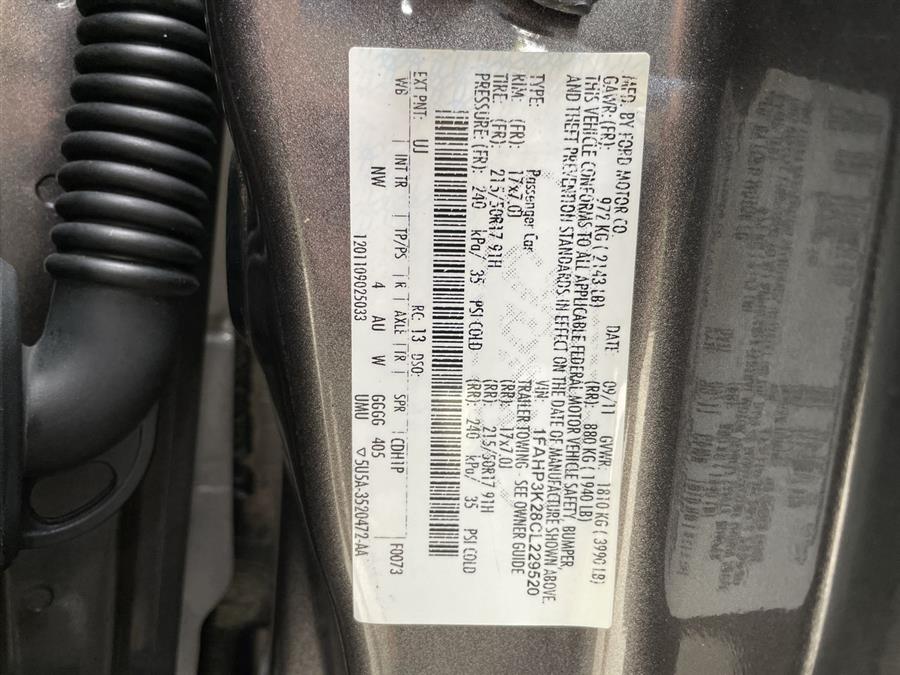 MFD. BY FORD MOTOR CO.
DATE: 09/11 GVWR: 1810 KG ( 3990 LB)
GAWR: (FR): 972 KG ( 2143 LB) (RR): 880 KG ( 1940 LB)
THIS VEHICLE CONFORMS TO ALL APPLICABLE FEDERAL MOTOR VEHICLE SAFETY, BUMPER,
AND THEFT PREVENTION STANDARDS IN EFFECT ON THE DATE OF MANUFACTURE SHOWN ABOVE.
VIN: 1FAHP3K28CL229520
TYPE: Passenger Car TRAILER TOWING - SEE OWNER GUIDE
RIM: (FR): 17x7.0J (RR): 17x7.0J
TIRE: (FR): 215/50R17 91H (RR): 215/50R17 91H
PRESSURE: (FR): 240 kPa/ 35 PSI COLD (RR): 240 kPa/ 35 PSI COLD
EXT PNT: UJ RC: 13 DSO: F0073
WB INT TR TP/PS R AXLE TR SPR CDH1P
NW 4 AU W GGGG 405
1201109025033 UMU ▽5U5A-3520472-AA